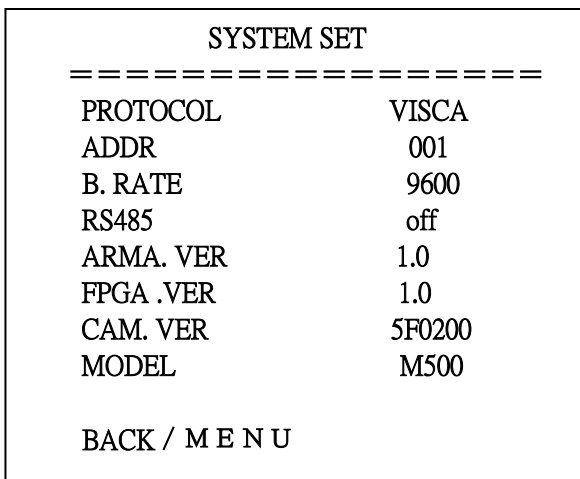 SYSTEM SET
=================
PROTOCOL VISCA
ADDR 001
B. RATE 9600
RS485 off
ARMA. VER 1.0
FPGA .VER 1.0
CAM. VER 5F0200
MODEL M500
BACK / M E N U